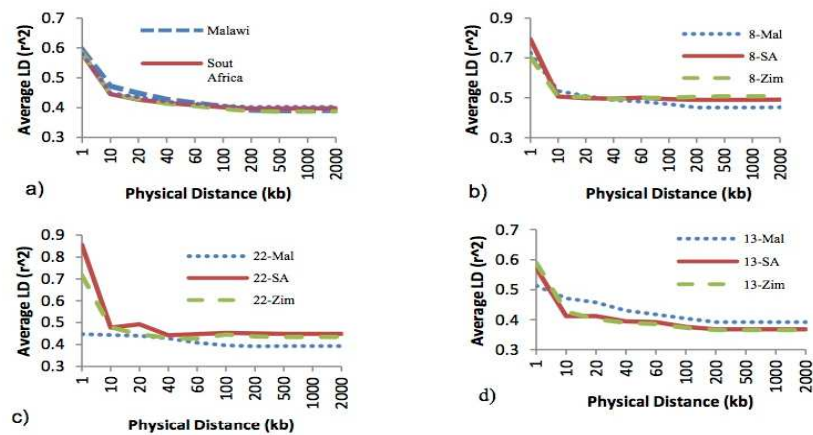 0.7
0.6
0.5
0.4
0.3
Average LD (r^2)
Malawi
Sout
Africa
1
10
20
40
60
100
200
500
1000
2000
Physical Distance (kb)
a)
0.9
0.7
0.5
0.3
Average LD (r^2)
8-Mal
8-SA
8-Zim
1
10
20
40
60
100
200
500
1000
2000
Physical Distance (kb)
b)
0.9
0.8
0.7
0.6
0.5
0.4
0.3
Average LD (r^2)
22-Mal
22-SA
22-Zim
1
10
20
40
60
100
200
500
1000
2000
Physical Distance (kb)
c)
0.7
0.6
0.5
0.4
0.3
Average LD (r^2)
13-Mal
13-SA
13-Zim
1
10
20
40
60
100
200
500
1000
2000
Physical Distance (kb)
d)